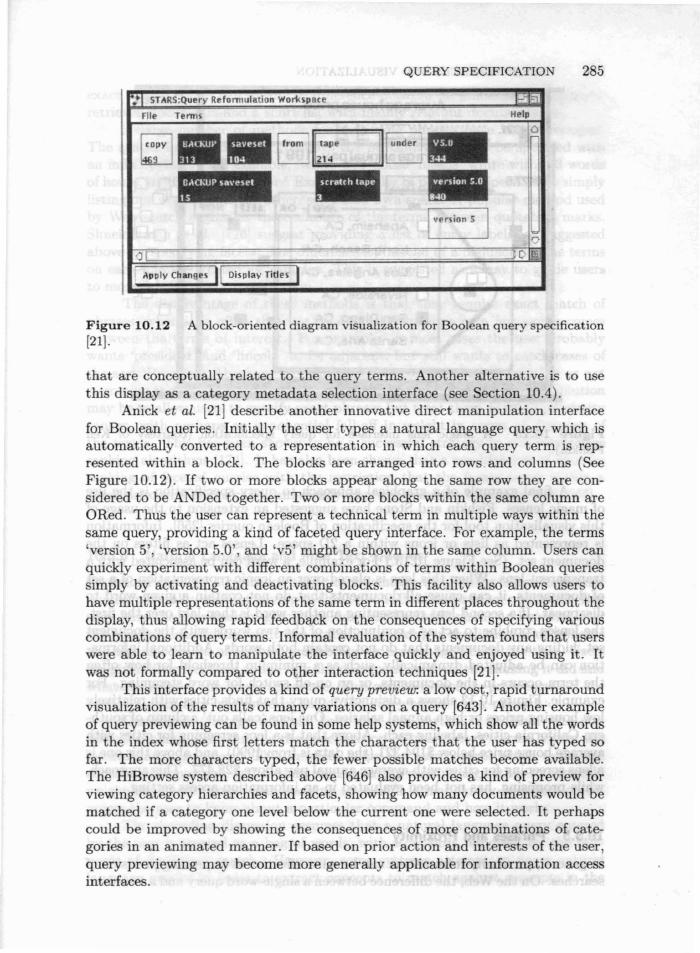 QUERY SPECIFICATION 285
STARS:Query Reformulation Workspace
File Terms Help
copy BACKUP saveset from tape under V5.0
469 313 104 214 344
BACKUP saveset scratch tape version 5.0
15 3 840
version 5
Apply Changes Display Titles
Figure 10.12 A block-oriented diagram visualization for Boolean query specification
[21].
that are conceptually related to the query terms. Another alternative is to use
this display as a category metadata selection interface (see Section 10.4).
Anick et al. [21] describe another innovative direct manipulation interface
for Boolean queries. Initially the user types a natural language query which is
automatically converted to a representation in which each query term is rep-
resented within a block. The blocks are arranged into rows and columns (See
Figure 10.12). If two or more blocks appear along the same row they are con-
sidered to be ANDed together. Two or more blocks within the same column are
ORed. Thus the user can represent a technical term in multiple ways within the
same query, providing a kind of faceted query interface. For example, the terms
‘version 5’, ‘version 5.0’, and ‘v5’ might be shown in the same column. Users can
quickly experiment with different combinations of terms within Boolean queries
simply by activating and deactivating blocks. This facility also allows users to
have multiple representations of the same term in different places throughout the
display, thus allowing rapid feedback on the consequences of specifying various
combinations of query terms. Informal evaluation of the system found that users
were able to learn to manipulate the interface quickly and enjoyed using it. It
was not formally compared to other interaction techniques [21].
This interface provides a kind of query preview: a low cost, rapid turnaround
visualization of the results of many variations on a query [643]. Another example
of query previewing can be found in some help systems, which show all the words
in the index whose first letters match the characters that the user has typed so
far. The more characters typed, the fewer possible matches become available.
The HiBrowse system described above [646] also provides a kind of preview for
viewing category hierarchies and facets, showing how many documents would be
matched if a category one level below the current one were selected. It perhaps
could be improved by showing the consequences of more combinations of cate-
gories in an animated manner. If based on prior action and interests of the user,
query previewing may become more generally applicable for information access
interfaces.